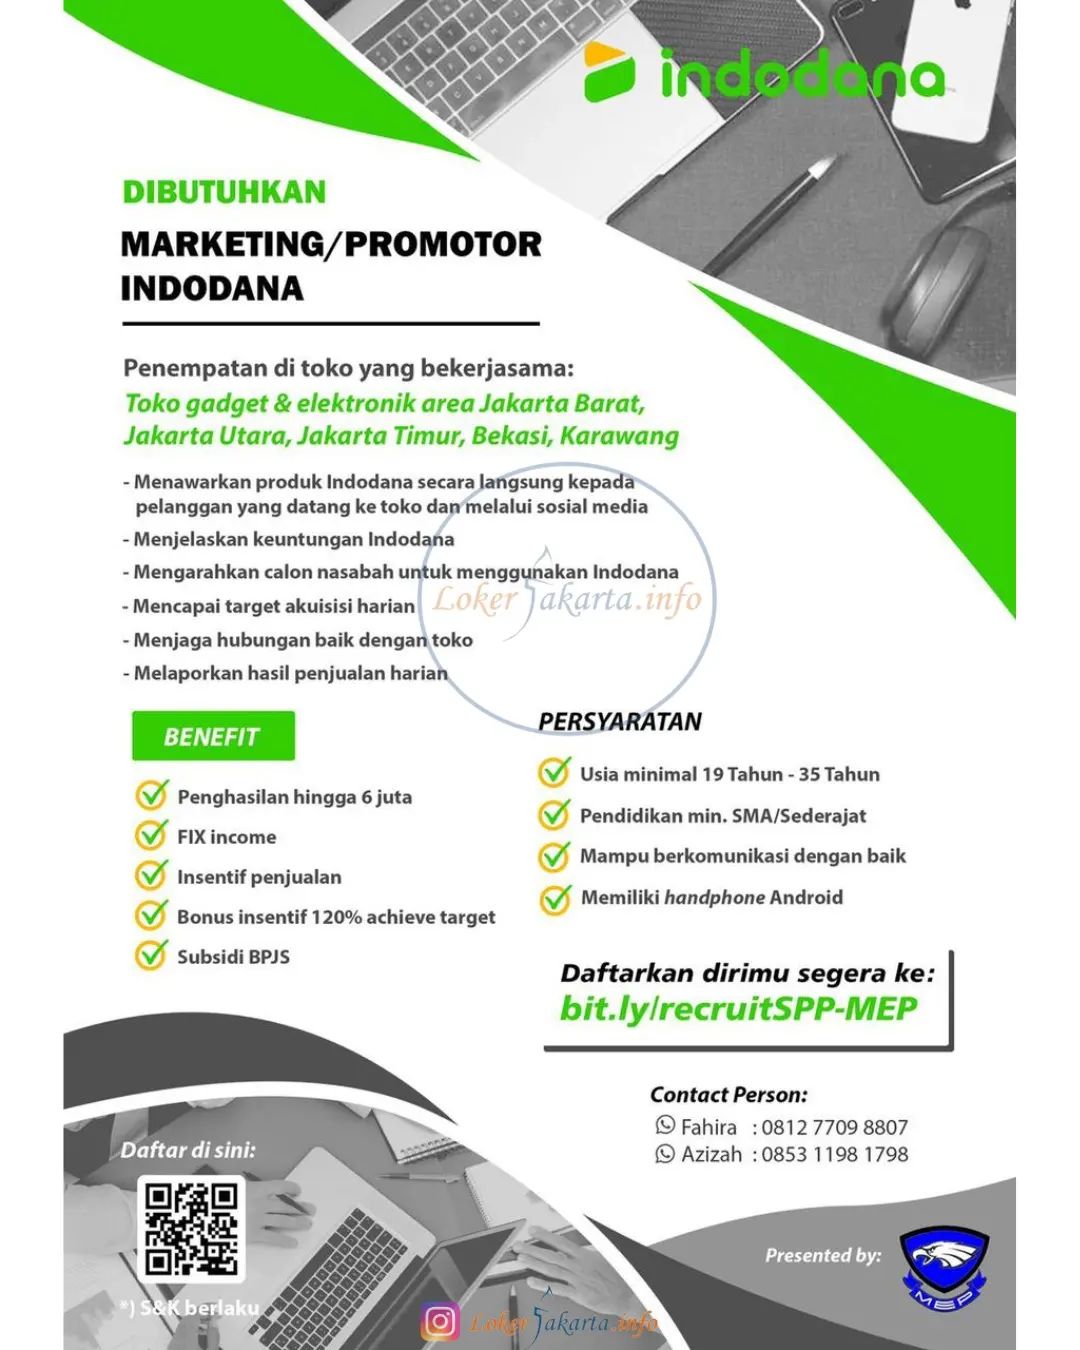 indodana
DIBUTUHKAN
MARKETING/PROMOTOR
INDODANA
Penempatan di toko yang bekerjasama:
Toko gadget & elektronik area Jakarta Barat,
Jakarta Utara, Jakarta Timur, Bekasi, Karawang
- Menawarkan produk Indodana secara langsung kepada
pelanggan yang datang ke toko dan melalui sosial media
- Menjelaskan keuntungan Indodana
- Mengarahkan calon nasabah untuk menggunakan Indodana
- Mencapai target akuisisi harian
Loker Jakarta.info
- Menjaga hubungan baik dengan toko
- Melaporkan hasil penjualan harian
BENEFIT
Penghasilan hingga 6 juta
FIX income
Insentif penjualan
Bonus insentif 120% achieve target
Subsidi BPJS
PERSYARATAN
Usia minimal 19 Tahun - 35 Tahun
Pendidikan min. SMA/Sederajat
Mampu berkomunikasi dengan baik
Memiliki handphone Android
Daftarkan dirimu segera ke:
bit.ly/recruitSPP-MEP
Contact Person:
Fahira : 0812 7709 8807
Azizah : 0853 1198 1798
Daftar di sini:
*) S&K berlaku
Presented by:
MEP
Loker Jakarta.info